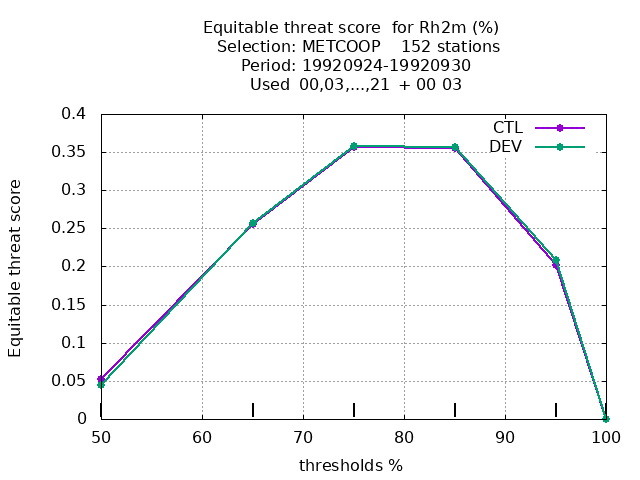 Equitable threat score  for Rh2m (%)
Selection: METCOOP    152 stations
Period: 19920924-19920930
Used  00,03,...,21  + 00 03
CTL
DEV
Equitable threat score
0.4
0.35
0.3
0.25
0.2
0.15
0.1
0.05
0
50 60 70 80 90 100
thresholds %